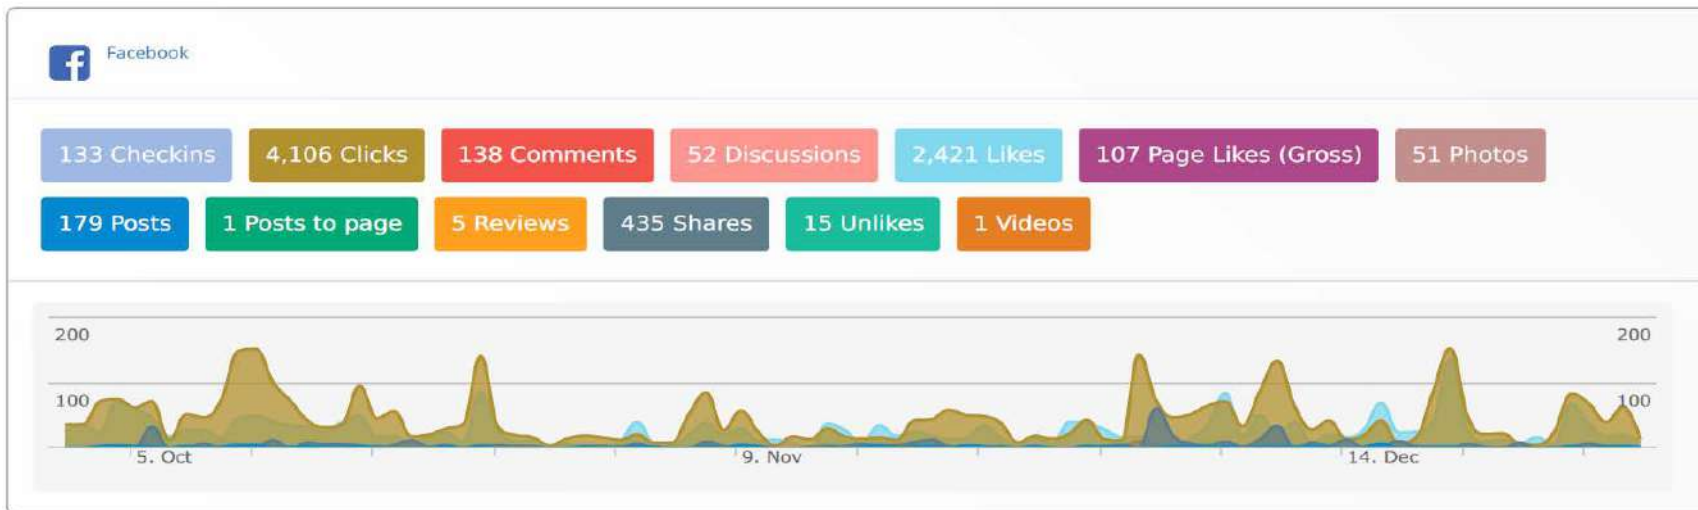 Facebook
133 Checkins 4,106 Clicks 138 Comments 52 Discussions 2,421 Likes 107 Page Likes (Gross) 51 Photos
179 Posts 1 Posts to page 5 Reviews 435 Shares 15 Unlikes 1 Videos
200 200
100 100
5. Oct 9. Nov 14. Dec